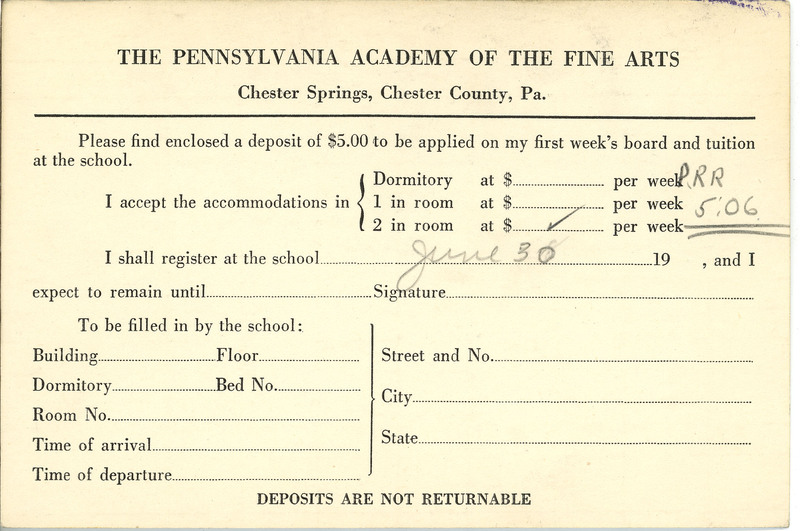 THE PENNSYLVANIA ACADEMY OF THE FINE ARTS
Chester Springs, Chester County, Pa.
Please find enclosed a deposit of $5.00 to be applied on my first week's board and tuition
at the school.
I accept the accommodations in
Dormitory at $ per week PRR
1 in room at $ per week 5:06
2 in room at $ ✓ per week
I shall register at the school June 30 19 , and I
expect to remain until Signature
To be filled in by the school:
Building Floor
Dormitory Bed No.
Room No.
Time of arrival
Time of departure
Street and No.
City
State
DEPOSITS ARE NOT RETURNABLE